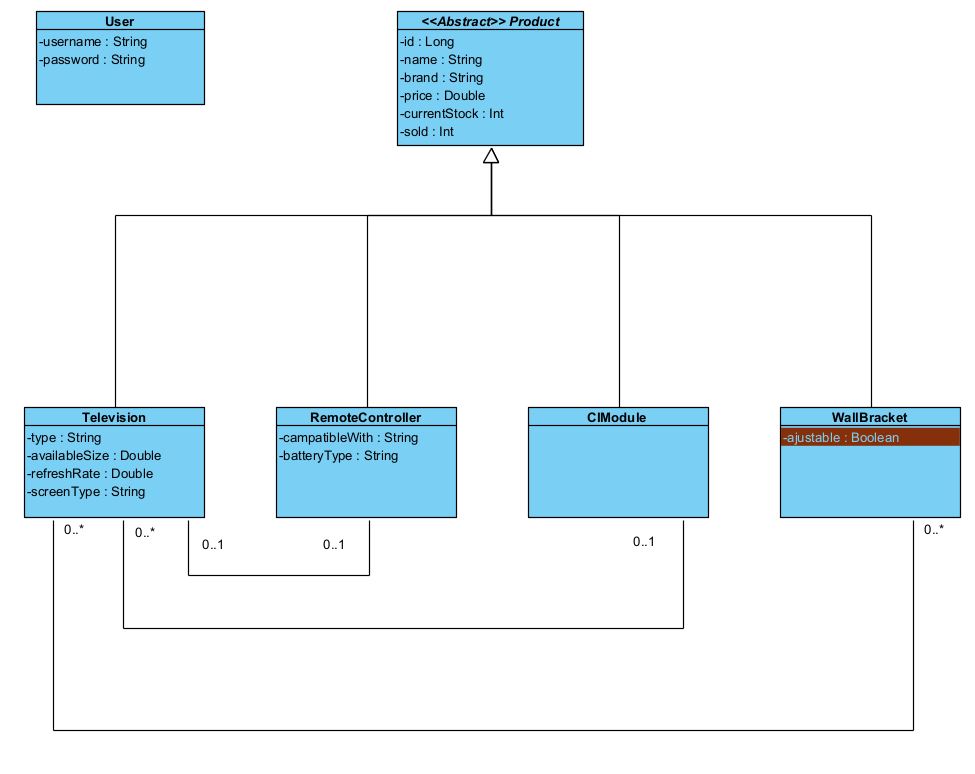 User
-username : String
-password : String
<<Abstract>> Product
-id : Long
-name : String
-brand : String
-price : Double
-currentStock : Int
-sold : Int
Television
-type : String
-availableSize : Double
-refreshRate : Double
-screenType : String
RemoteController
-campatibleWith : String
-batteryType : String
CIModule
WallBracket
-ajustable : Boolean
0..*
0..*
0..1
0..1
0..1
0..*